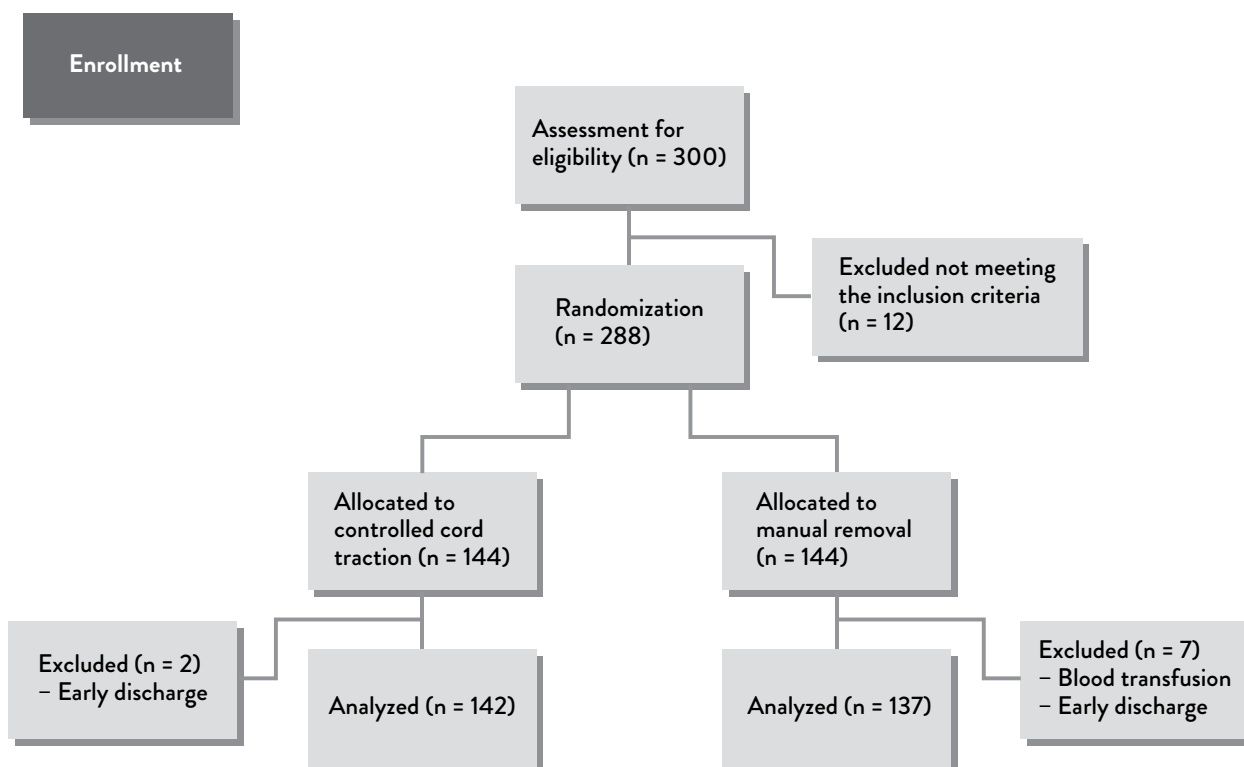 Enrollment
Assessment for
eligibility (n = 300)
Excluded not meeting
the inclusion criteria
(n = 12)
Randomization
(n = 288)
Allocated to
controlled cord
traction (n = 144)
Allocated to
manual removal
(n = 144)
Excluded (n = 2)
– Early discharge
Analyzed (n = 142)
Analyzed (n = 137)
Excluded (n = 7)
– Blood transfusion
– Early discharge